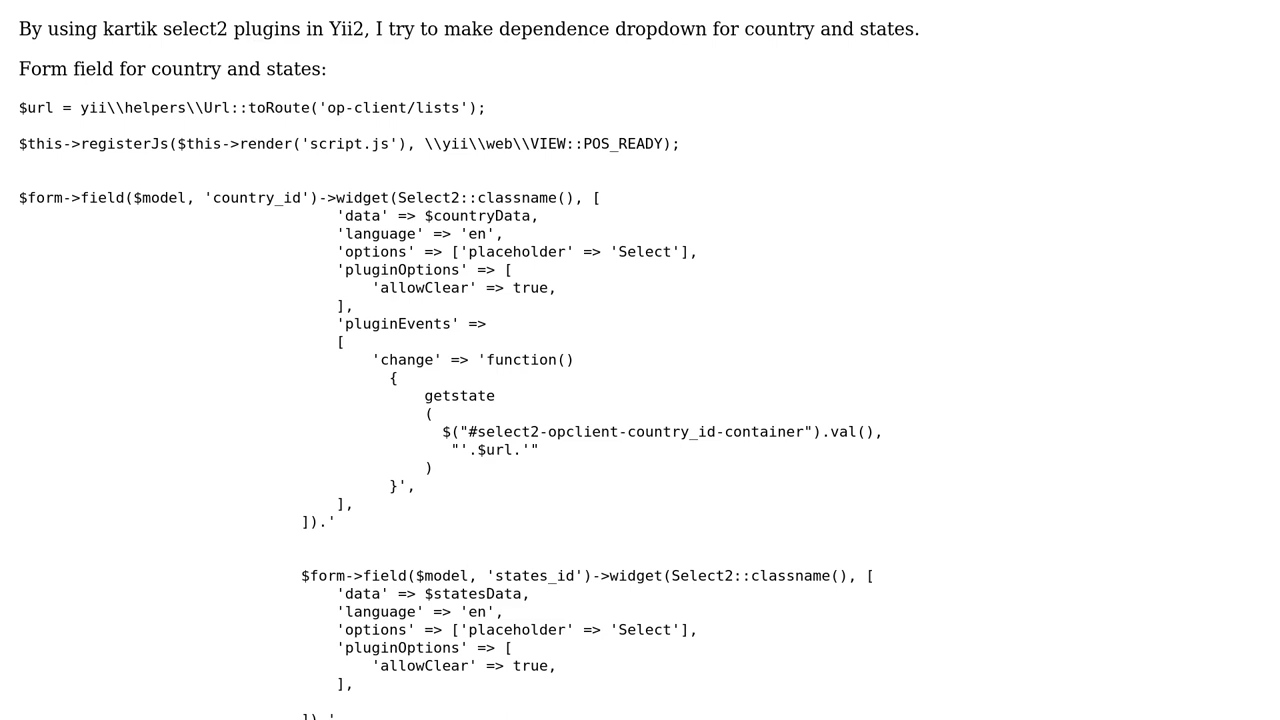 By using kartik select2 plugins in Yii2, I try to make dependence dropdown for country and states.
Form field for country and states:
$url = yii\\helpers\\Url::toRoute('op-client/lists');
$this->registerJs($this->render('script.js'), \\yii\\web\\VIEW::POS_READY);
$form->field($model, 'country_id')->widget(Select2::classname(), [
'data' => $countryData,
'language' => 'en',
'options' => ['placeholder' => 'Select'],
'pluginOptions' => [
'allowClear' => true,
],
'pluginEvents' =>
[
'change' => 'function()
{
getstate
(
$("#select2-opclient-country_id-container").val(),
"'.$url.'"
)
}',
],
]).'
$form->field($model, 'states_id')->widget(Select2::classname(), [
'data' => $statesData,
'language' => 'en',
'options' => ['placeholder' => 'Select'],
'pluginOptions' => [
'allowClear' => true,
],
]).'